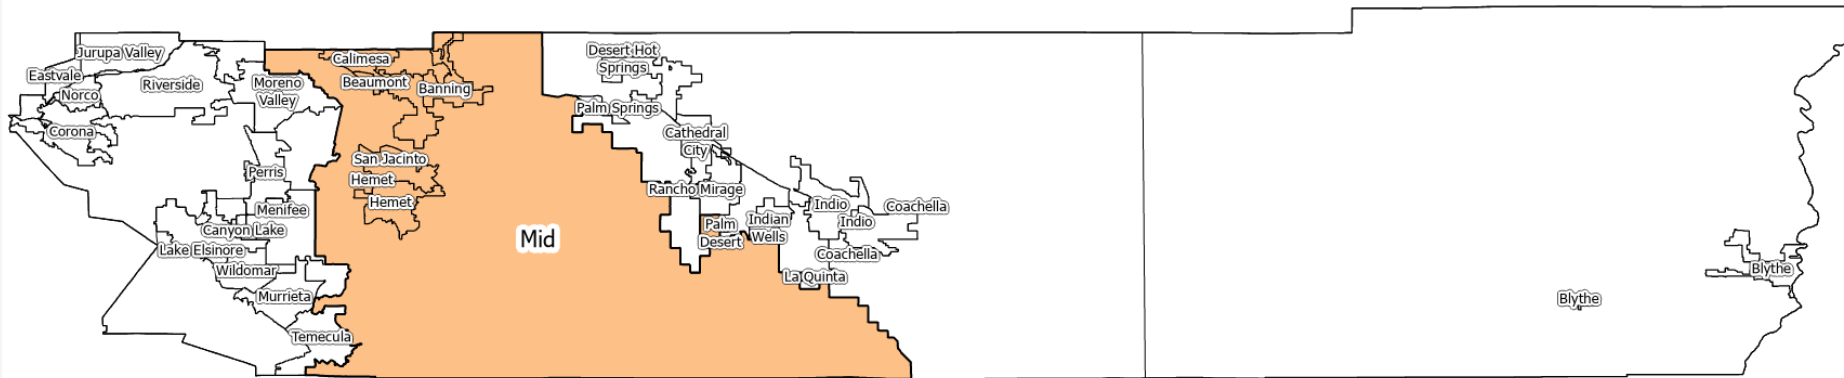 Jurupa Valley
Eastvale
Norco
Riverside
Corona
Moreno
Valley
Perris
Menifee
Canyon Lake
Lake Elsinore
Wildomar
Murrieta
Temecula
Calimesa
Beaumont
Banning
San Jacinto
Hemet
Hemet
Mid
Desert Hot
Springs
Palm Springs
Cathedral
City
Rancho Mirage
Palm
Desert
Indian
Wells
Indio
Indio
Coachella
Coachella
La Quinta
Blythe
Blythe